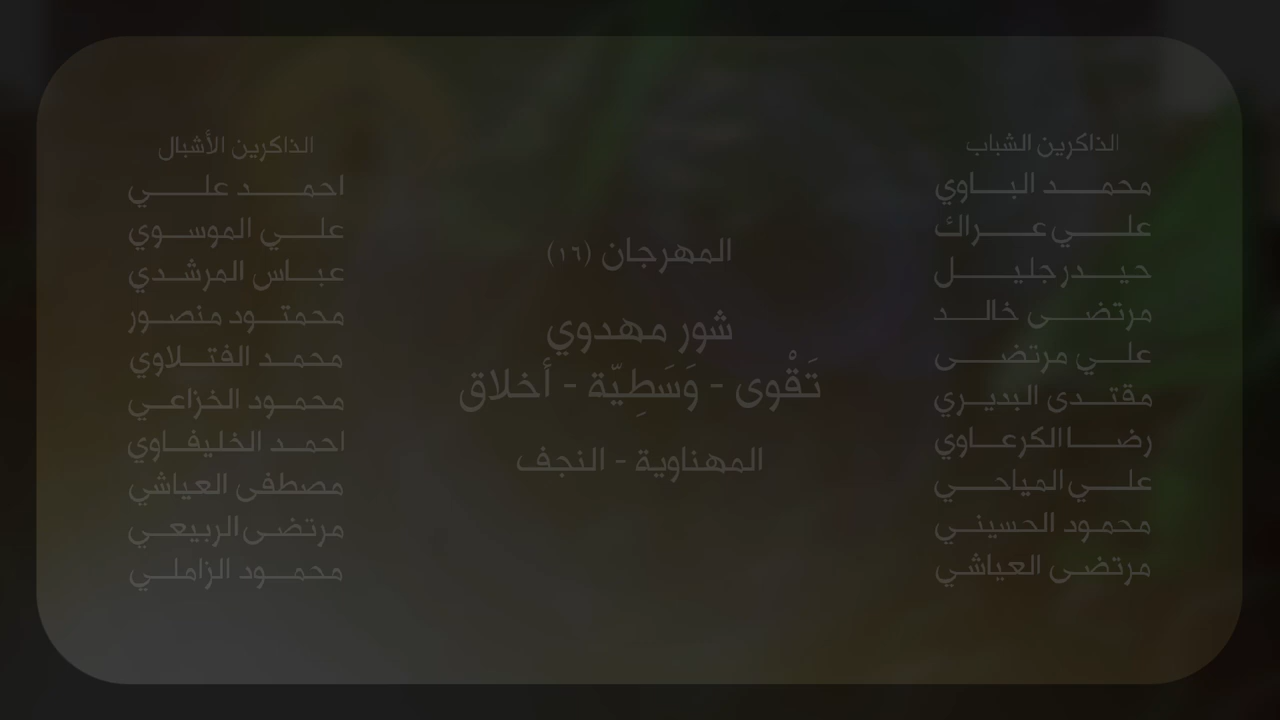 الذاكرين الشباب
محمد الباوي
علي عراك
حيدر جليل
مرتضى خالد
علي مرتضى
مقتدى البديري
رضا الكرعاوي
علي المياحي
محمود الحسيني
مرتضى العياشي
المهرجان (١٦)
شور مهدوي
تَقْوى - وَسَطِيّة - أخلاق
المهناوية - النجف
الذاكرين الأشبال
احمد علي
علي الموسوي
عباس المرشدي
محمود منصور
محمد الفتلاوي
محمود الخزاعي
احمد الخليفاوي
مصطفى العياشي
مرتضى الربيعي
محمود الزاملي